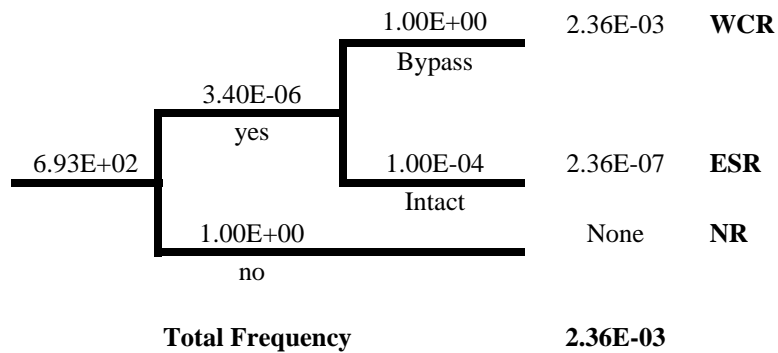 1.00E+00 2.36E-03 WCR
Bypass
3.40E-06
yes
6.93E+02 1.00E-04 2.36E-07 ESR
Intact
1.00E+00 None NR
no
Total Frequency 2.36E-03